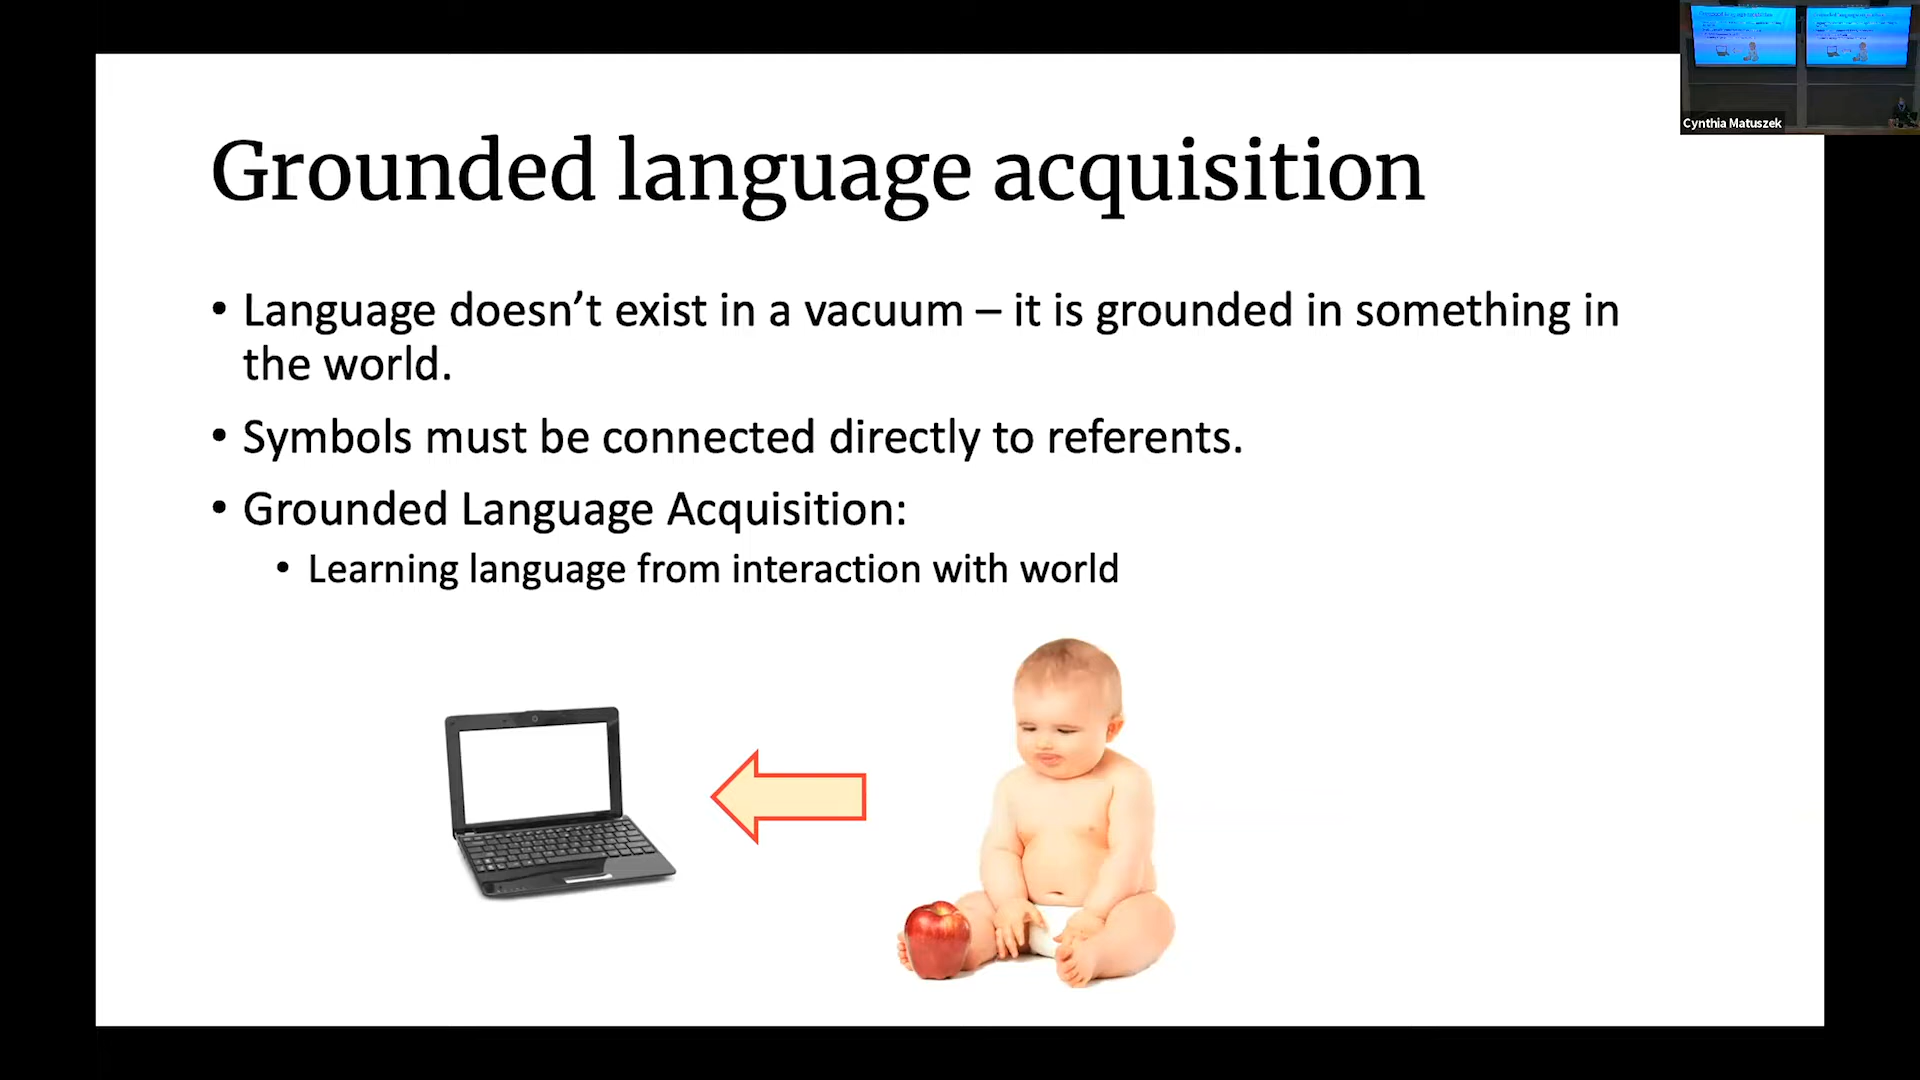 Grounded language acquisition
• Language doesn’t exist in a vacuum – it is grounded in something in
the world.
• Symbols must be connected directly to referents.
• Grounded Language Acquisition:
• Learning language from interaction with world
Cynthia Matuszek